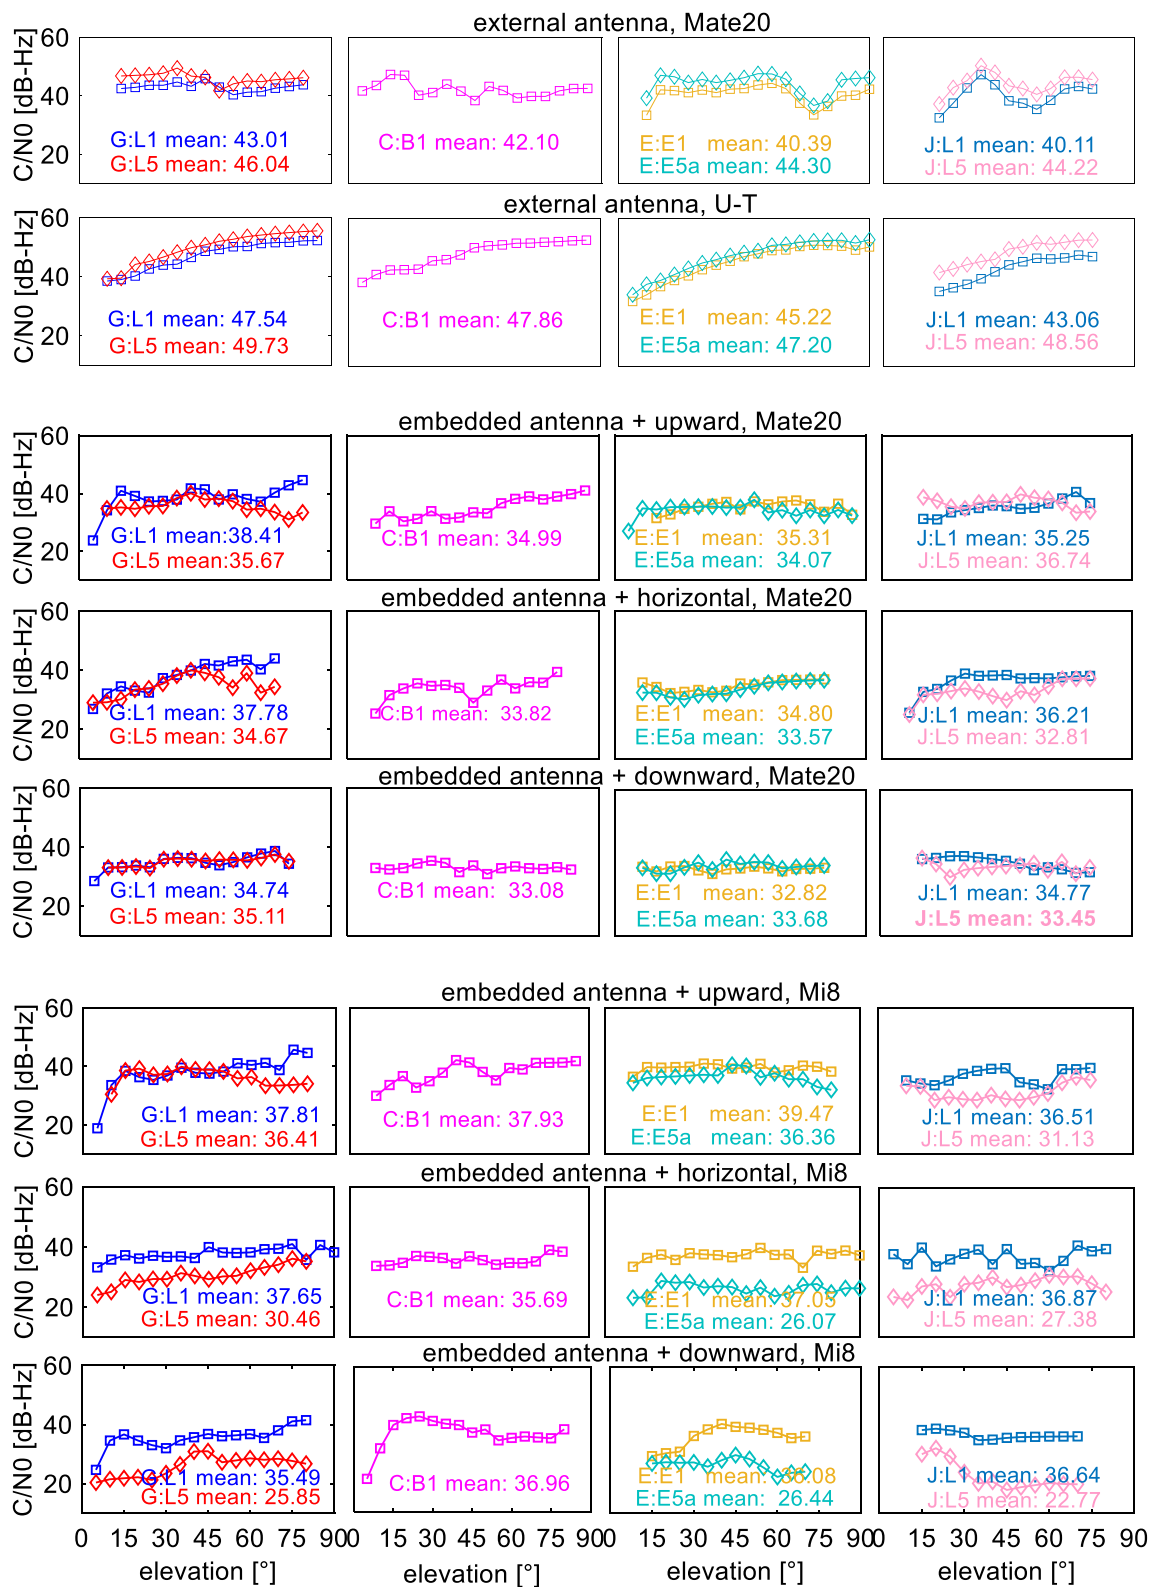 external antenna, Mate20
C/N0 [dB-Hz]
60
40
20
G:L1 mean: 43.01
G:L5 mean: 46.04
C:B1 mean: 42.10
E:E1 mean: 40.39
E:E5a mean: 44.30
J:L1 mean: 40.11
J:L5 mean: 44.22
external antenna, U-T
C/N0 [dB-Hz]
60
40
20
G:L1 mean: 47.54
G:L5 mean: 49.73
C:B1 mean: 47.86
E:E1 mean: 45.22
E:E5a mean: 47.20
J:L1 mean: 43.06
J:L5 mean: 48.56
embedded antenna + upward, Mate20
C/N0 [dB-Hz]
60
40
20
G:L1 mean:38.41
G:L5 mean:35.67
C:B1 mean: 34.99
E:E1 mean: 35.31
E:E5a mean: 34.07
J:L1 mean: 35.25
J:L5 mean: 36.74
embedded antenna + horizontal, Mate20
C/N0 [dB-Hz]
60
40
20
G:L1 mean: 37.78
G:L5 mean: 34.67
C:B1 mean: 33.82
E:E1 mean: 34.80
E:E5a mean: 33.57
J:L1 mean: 36.21
J:L5 mean: 32.81
embedded antenna + downward, Mate20
C/N0 [dB-Hz]
60
40
20
G:L1 mean: 34.74
G:L5 mean: 35.11
C:B1 mean: 33.08
E:E1 mean: 32.82
E:E5a mean: 33.68
J:L1 mean: 34.77
J:L5 mean: 33.45
embedded antenna + upward, Mi8
C/N0 [dB-Hz]
60
40
20
G:L1 mean: 37.81
G:L5 mean: 36.41
C:B1 mean: 37.93
E:E1 mean: 39.47
E:E5a mean: 36.36
J:L1 mean: 36.51
J:L5 mean: 31.13
embedded antenna + horizontal, Mi8
C/N0 [dB-Hz]
60
40
20
G:L1 mean: 37.65
G:L5 mean: 30.46
C:B1 mean: 35.69
E:E1 mean: 37.05
E:E5a mean: 26.07
J:L1 mean: 36.87
J:L5 mean: 27.38
embedded antenna + downward, Mi8
C/N0 [dB-Hz]
60
40
20
G:L1 mean: 35.49
G:L5 mean: 25.85
C:B1 mean: 36.96
E:E1 mean:
E:E5a mean: 26.44
J:L1 mean: 36.64
J:L5 mean: 22.77
0 15 30 45 60 75 90 15 30 45 60 75 90 15 30 45 60 75 90 15 30 45 60 75 90
elevation [°] elevation [°] elevation [°] elevation [°]